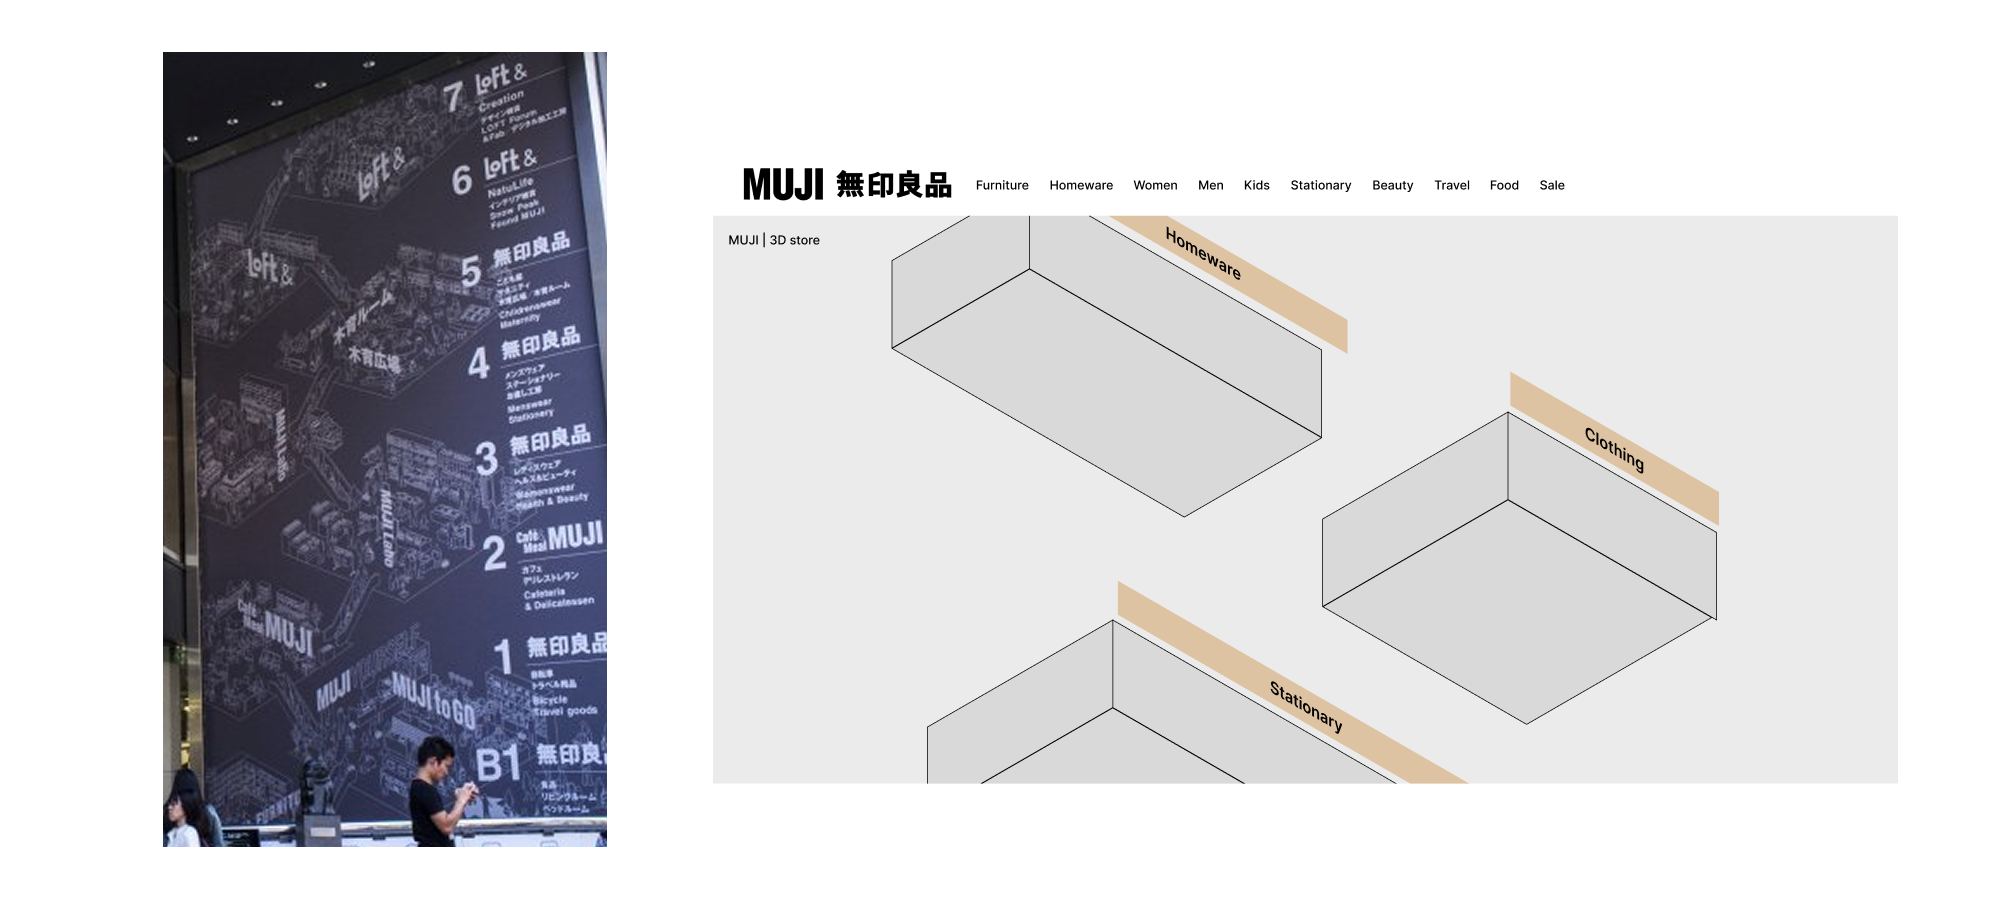 7 Loft &
Creation
デザイン雑貨
LOFT Forum
&Fab デジタル加工工房
6 Loft &
NatuLife
インテリア雑貨
Snow Peak
Found MUJI
5 無印良品
こども服
マタニティ
木育広場/木育ルーム
Childrenswear
Maternity
4 無印良品
メンズウェア
ステーショナリー
お直し工房
Menswear
Stationery
3 無印良品
レディスウェア
ヘルス&ビューティ
Womenswear
Health & Beauty
2 Café & Meal MUJI
カフェ
デリレストラン
Cafeteria
& Delicatessen
1 無印良品
自転車
トラベル用品
Bicycle
Travel goods
B1 無印良
食品
リビングルーム
ベッドルーム
Loft &
Loft &
木育ルーム
木育広場
MUJI Labo
MUJI Labo
Café & Meal MUJI
MUJI
MUJI to GO
MUJI 無印良品 Furniture Homeware Women Men Kids Stationary Beauty Travel Food Sale
MUJI | 3D store
Homeware
Clothing
Stationary